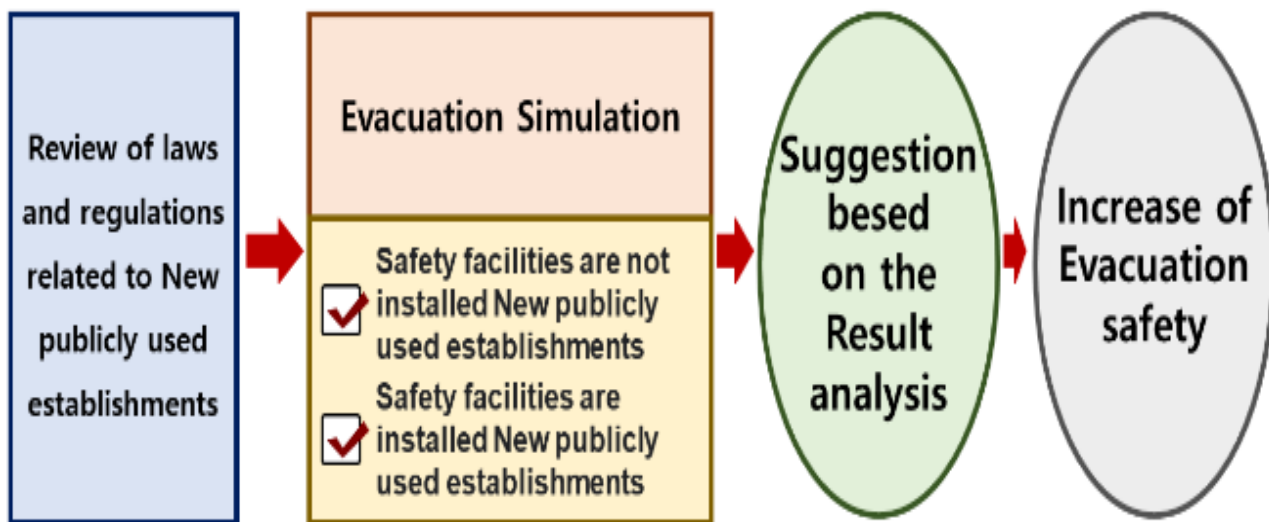 Review of laws
and regulations
related to New
publicly used
establishments
Evacuation Simulation
Safety facilities are not
installed New publicly
used establishments
Safety facilities are
installed New publicly
used establishments
Suggestion
besed
on the
Result
analysis
Increase of
Evacuation
safety